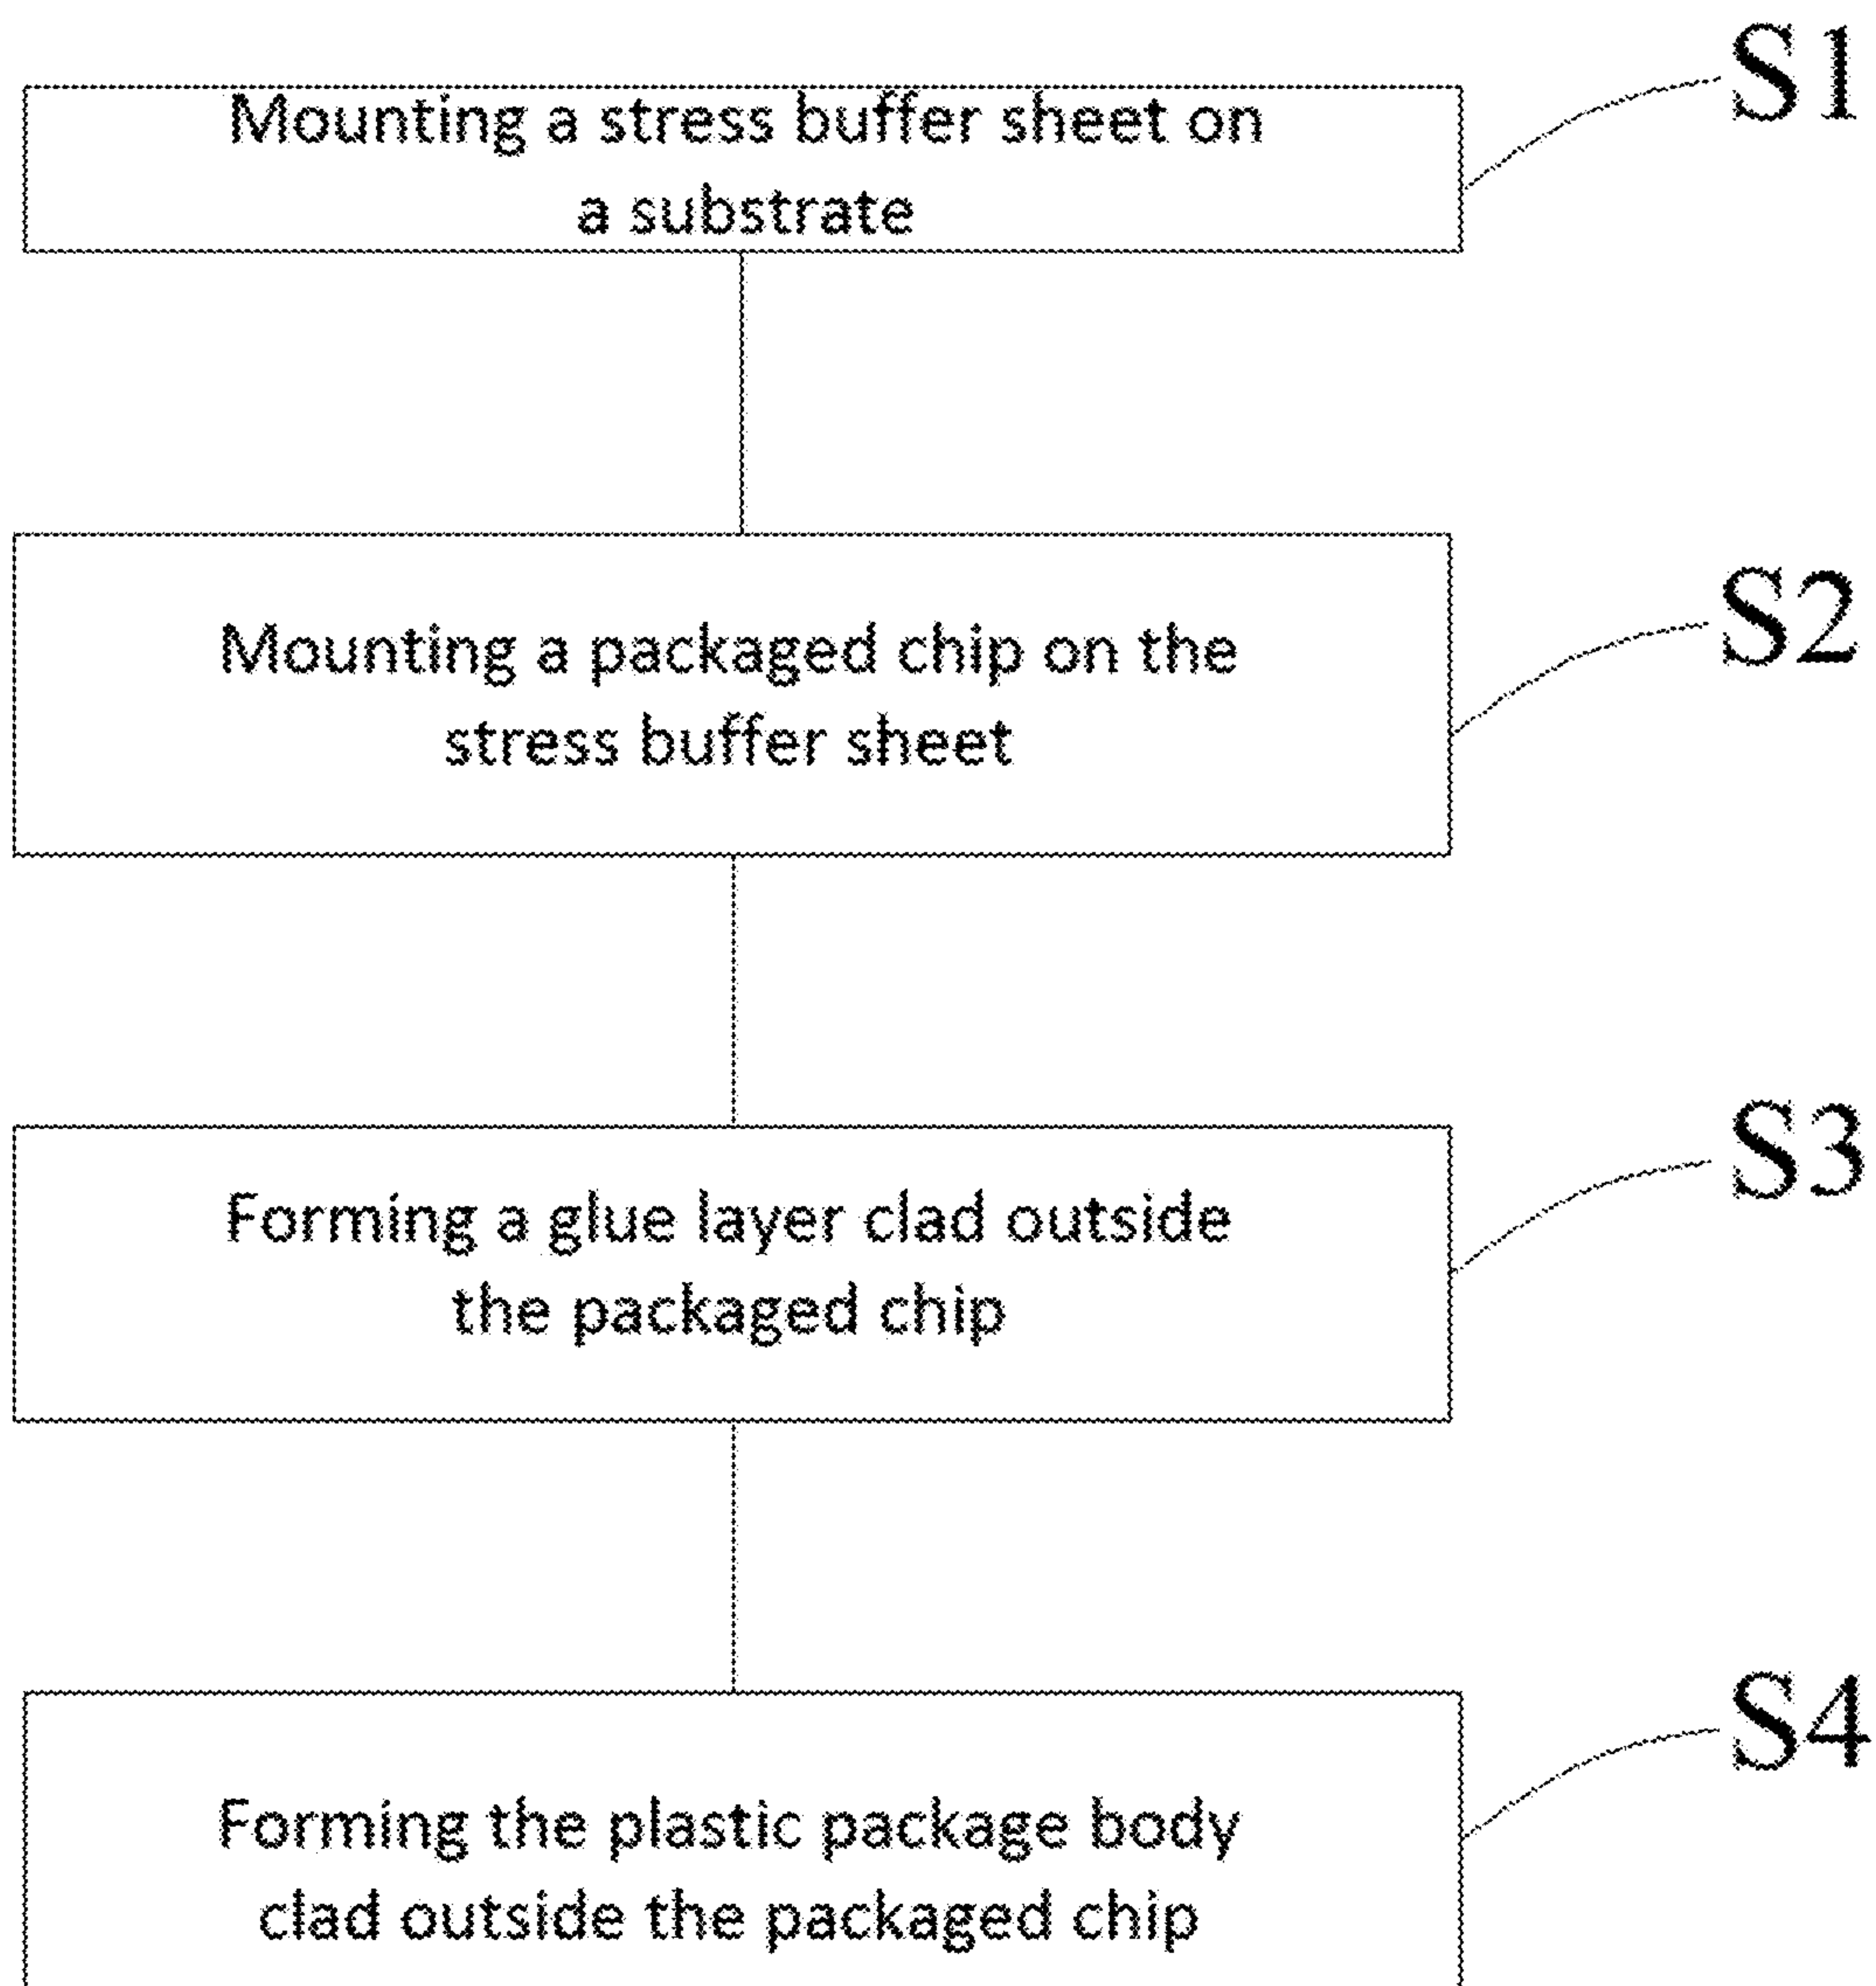 S1
Mounting a stress buffer sheet on
a substrate
S2
Mounting a packaged chip on the
stress buffer sheet
S3
Forming a glue layer clad outside
the packaged chip
S4
Forming the plastic package body
clad outside the packaged chip